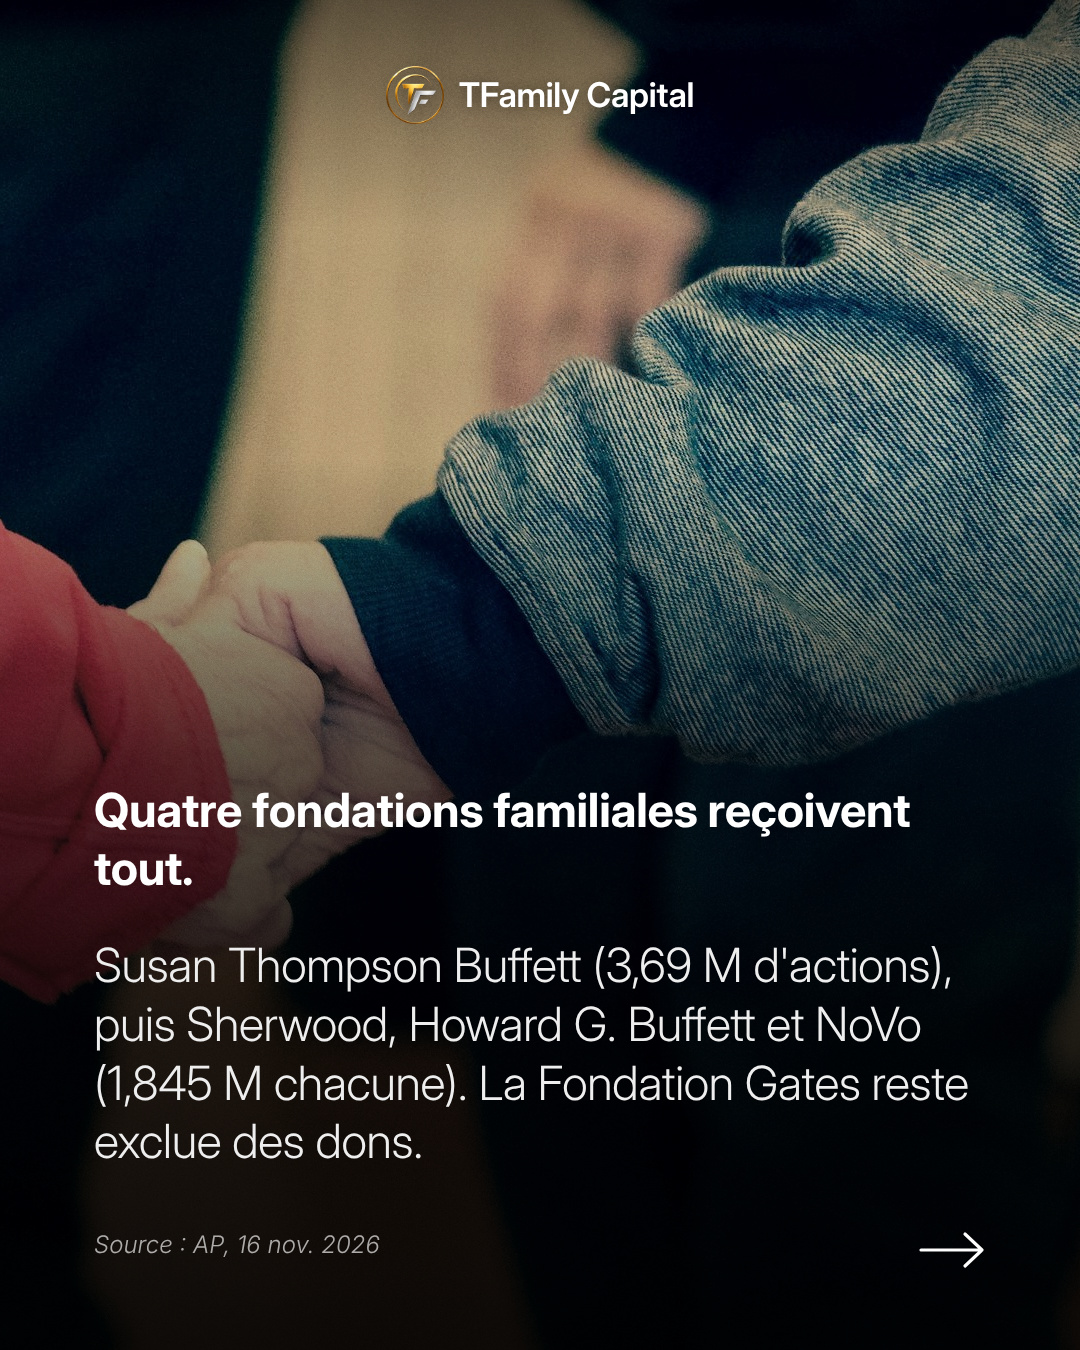 TF TFamily Capital
Quatre fondations familiales reçoivent
tout.
Susan Thompson Buffett (3,69 M d'actions),
puis Sherwood, Howard G. Buffett et NoVo
(1,845 M chacune). La Fondation Gates reste
exclue des dons.
Source : AP, 16 nov. 2026